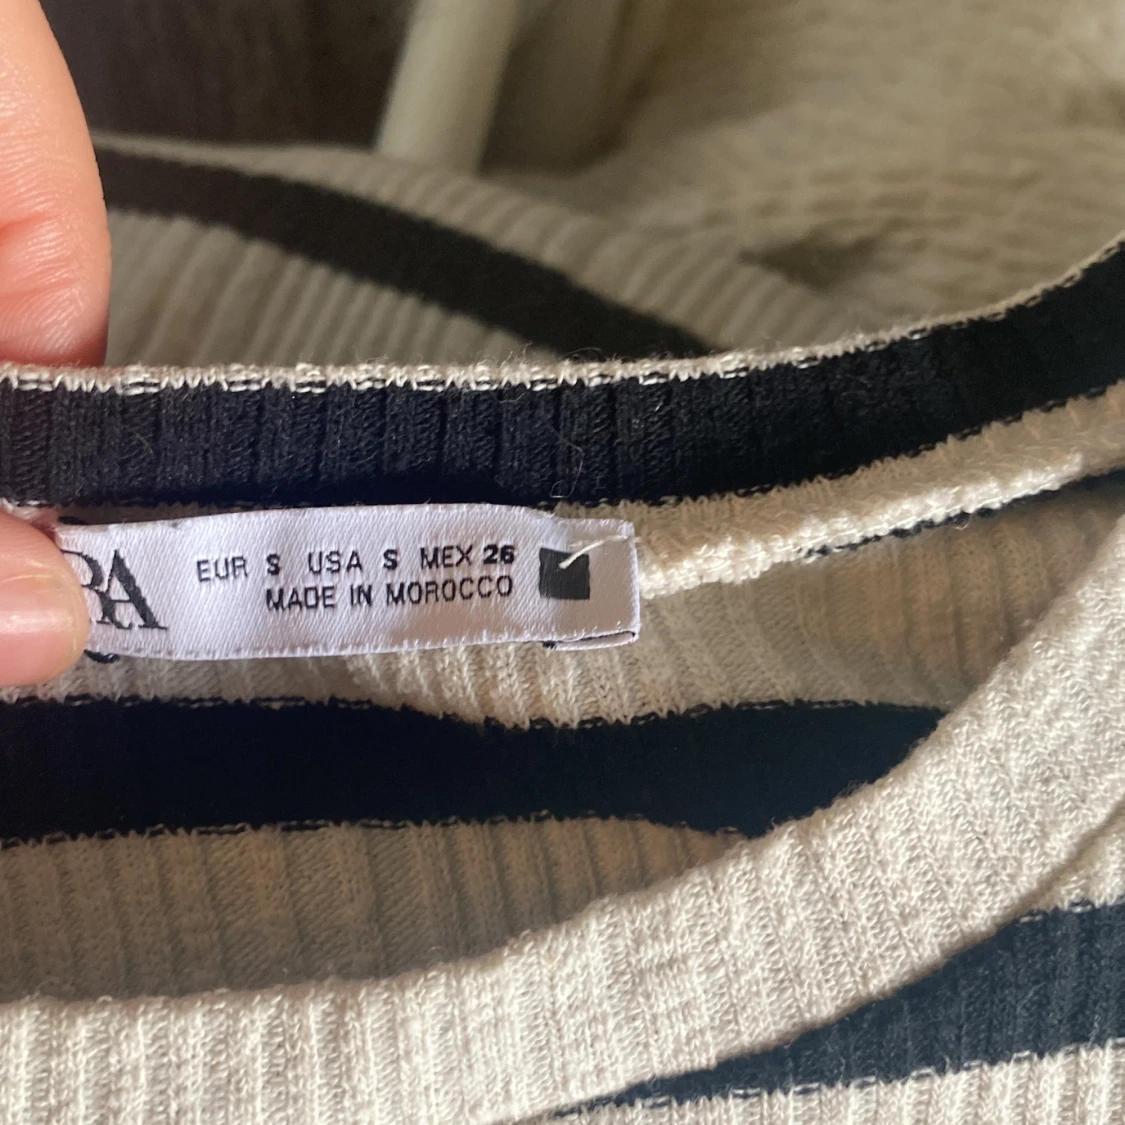 RA
EUR S USA S MEX 26
MADE IN MOROCCO